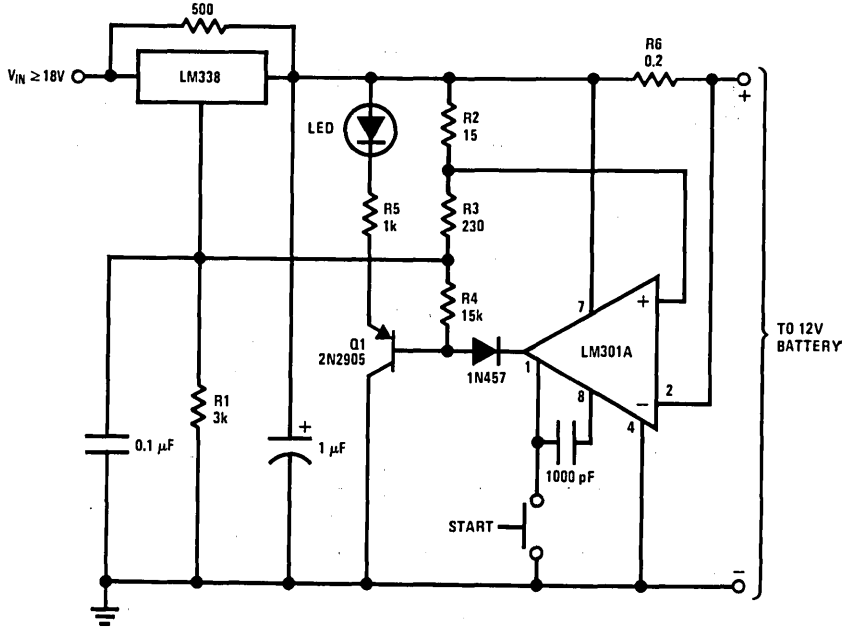 500
V_IN ≥ 18V
LM338
R6
0.2
+
LED
R2
15
R5
1k
R3
230
R4
15k
7
+
TO 12V
BATTERY
Q1
2N2905
1N457
1
LM301A
8
−
2
4
R1
3k
0.1 μF
+
1 μF
1000 pF
START
−